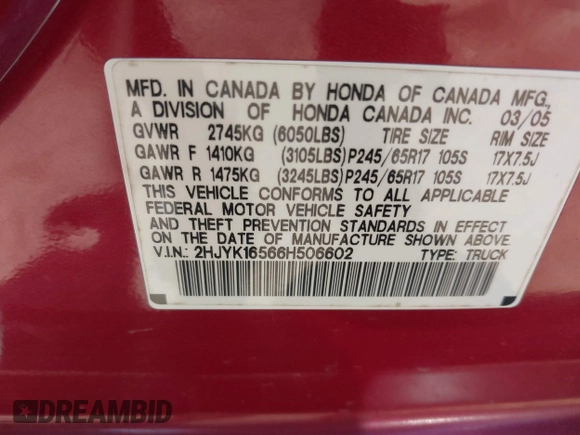 MFD. IN CANADA BY HONDA OF CANADA MFG.,
A DIVISION OF HONDA CANADA INC. 03/05
GVWR 2745KG (6050LBS) TIRE SIZE RIM SIZE
GAWR F 1410KG (3105LBS) P245/65R17 105S 17X7.5J
GAWR R 1475KG (3245LBS) P245/65R17 105S 17X7.5J
THIS VEHICLE CONFORMS TO ALL APPLICABLE
FEDERAL MOTOR VEHICLE SAFETY
AND THEFT PREVENTION STANDARDS IN EFFECT
ON THE DATE OF MANUFACTURE SHOWN ABOVE
V.I.N.: 2HJYK16566H506602 TYPE: TRUCK
DREAMBID